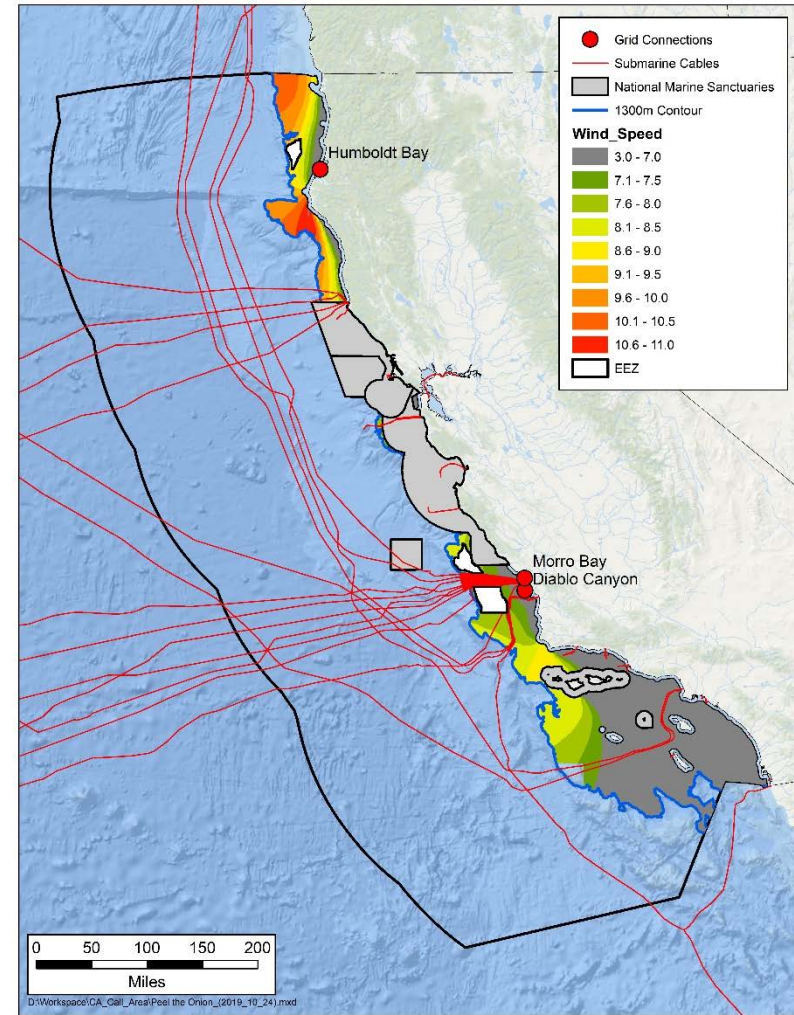 Grid Connections
Submarine Cables
National Marine Sanctuaries
1300m Contour
Wind_Speed
3.0 - 7.0
7.1 - 7.5
7.6 - 8.0
8.1 - 8.5
8.6 - 9.0
9.1 - 9.5
9.6 - 10.0
10.1 - 10.5
10.6 - 11.0
EEZ
Humboldt Bay
Morro Bay
Diablo Canyon
0 50 100 150 200
Miles
D:\Workspace\CA_Call_Area\Peel the Onion_(2019_10_24).mxd